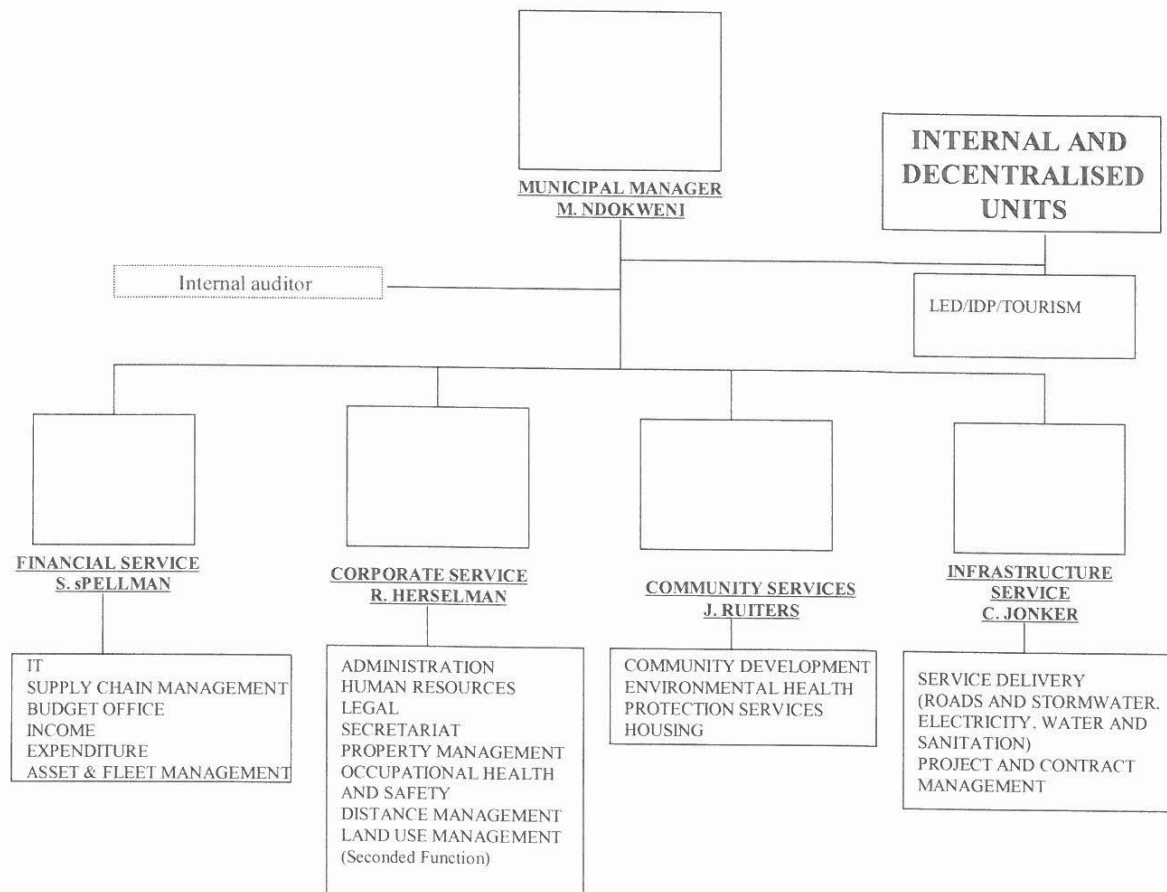 INTERNAL AND
DECENTRALISED
UNITS
MUNICIPAL MANAGER
M. NDOKWENI
Internal auditor
LED/IDP/TOURISM
FINANCIAL SERVICE
S. sPELLMAN
CORPORATE SERVICE
R. HERSELMAN
COMMUNITY SERVICES
J. RUITERS
INFRASTRUCTURE
SERVICE
C. JONKER
IT
SUPPLY CHAIN MANAGEMENT
BUDGET OFFICE
INCOME
EXPENDITURE
ASSET & FLEET MANAGEMENT
ADMINISTRATION
HUMAN RESOURCES
LEGAL
SECRETARIAT
PROPERTY MANAGEMENT
OCCUPATIONAL HEALTH
AND SAFETY
DISTANCE MANAGEMENT
LAND USE MANAGEMENT
(Seconded Function)
COMMUNITY DEVELOPMENT
ENVIRONMENTAL HEALTH
PROTECTION SERVICES
HOUSING
SERVICE DELIVERY
(ROADS AND STORMWATER,
ELECTRICITY, WATER AND
SANITATION)
PROJECT AND CONTRACT
MANAGEMENT